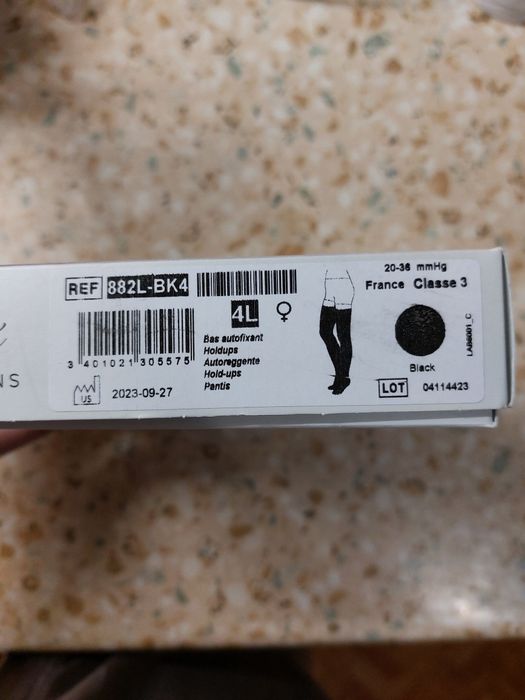 REF 882L-BK4
4L
3 401021 305575
US
2023-09-27
Bas autofixant
Holdups
Autoreggente
Hold-ups
Pantis
20-36 mmHg
France Classe 3
Black
LOT 04114423
LAB6001_C
NS